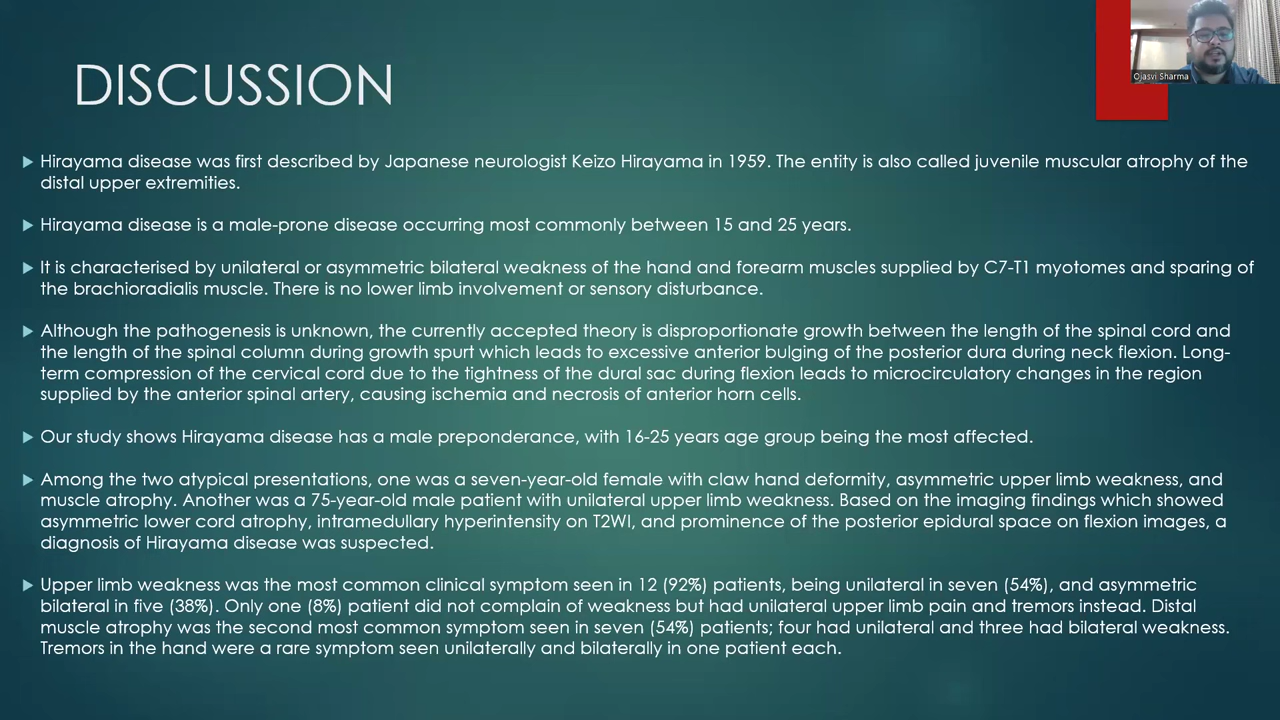 DISCUSSION
Ojasvi Sharma
Hirayama disease was first described by Japanese neurologist Keizo Hirayama in 1959. The entity is also called juvenile muscular atrophy of the
distal upper extremities.
Hirayama disease is a male-prone disease occurring most commonly between 15 and 25 years.
It is characterised by unilateral or asymmetric bilateral weakness of the hand and forearm muscles supplied by C7-T1 myotomes and sparing of
the brachioradialis muscle. There is no lower limb involvement or sensory disturbance.
Although the pathogenesis is unknown, the currently accepted theory is disproportionate growth between the length of the spinal cord and
the length of the spinal column during growth spurt which leads to excessive anterior bulging of the posterior dura during neck flexion. Long-
term compression of the cervical cord due to the tightness of the dural sac during flexion leads to microcirculatory changes in the region
supplied by the anterior spinal artery, causing ischemia and necrosis of anterior horn cells.
Our study shows Hirayama disease has a male preponderance, with 16-25 years age group being the most affected.
Among the two atypical presentations, one was a seven-year-old female with claw hand deformity, asymmetric upper limb weakness, and
muscle atrophy. Another was a 75-year-old male patient with unilateral upper limb weakness. Based on the imaging findings which showed
asymmetric lower cord atrophy, intramedullary hyperintensity on T2WI, and prominence of the posterior epidural space on flexion images, a
diagnosis of Hirayama disease was suspected.
Upper limb weakness was the most common clinical symptom seen in 12 (92%) patients, being unilateral in seven (54%), and asymmetric
bilateral in five (38%). Only one (8%) patient did not complain of weakness but had unilateral upper limb pain and tremors instead. Distal
muscle atrophy was the second most common symptom seen in seven (54%) patients; four had unilateral and three had bilateral weakness.
Tremors in the hand were a rare symptom seen unilaterally and bilaterally in one patient each.